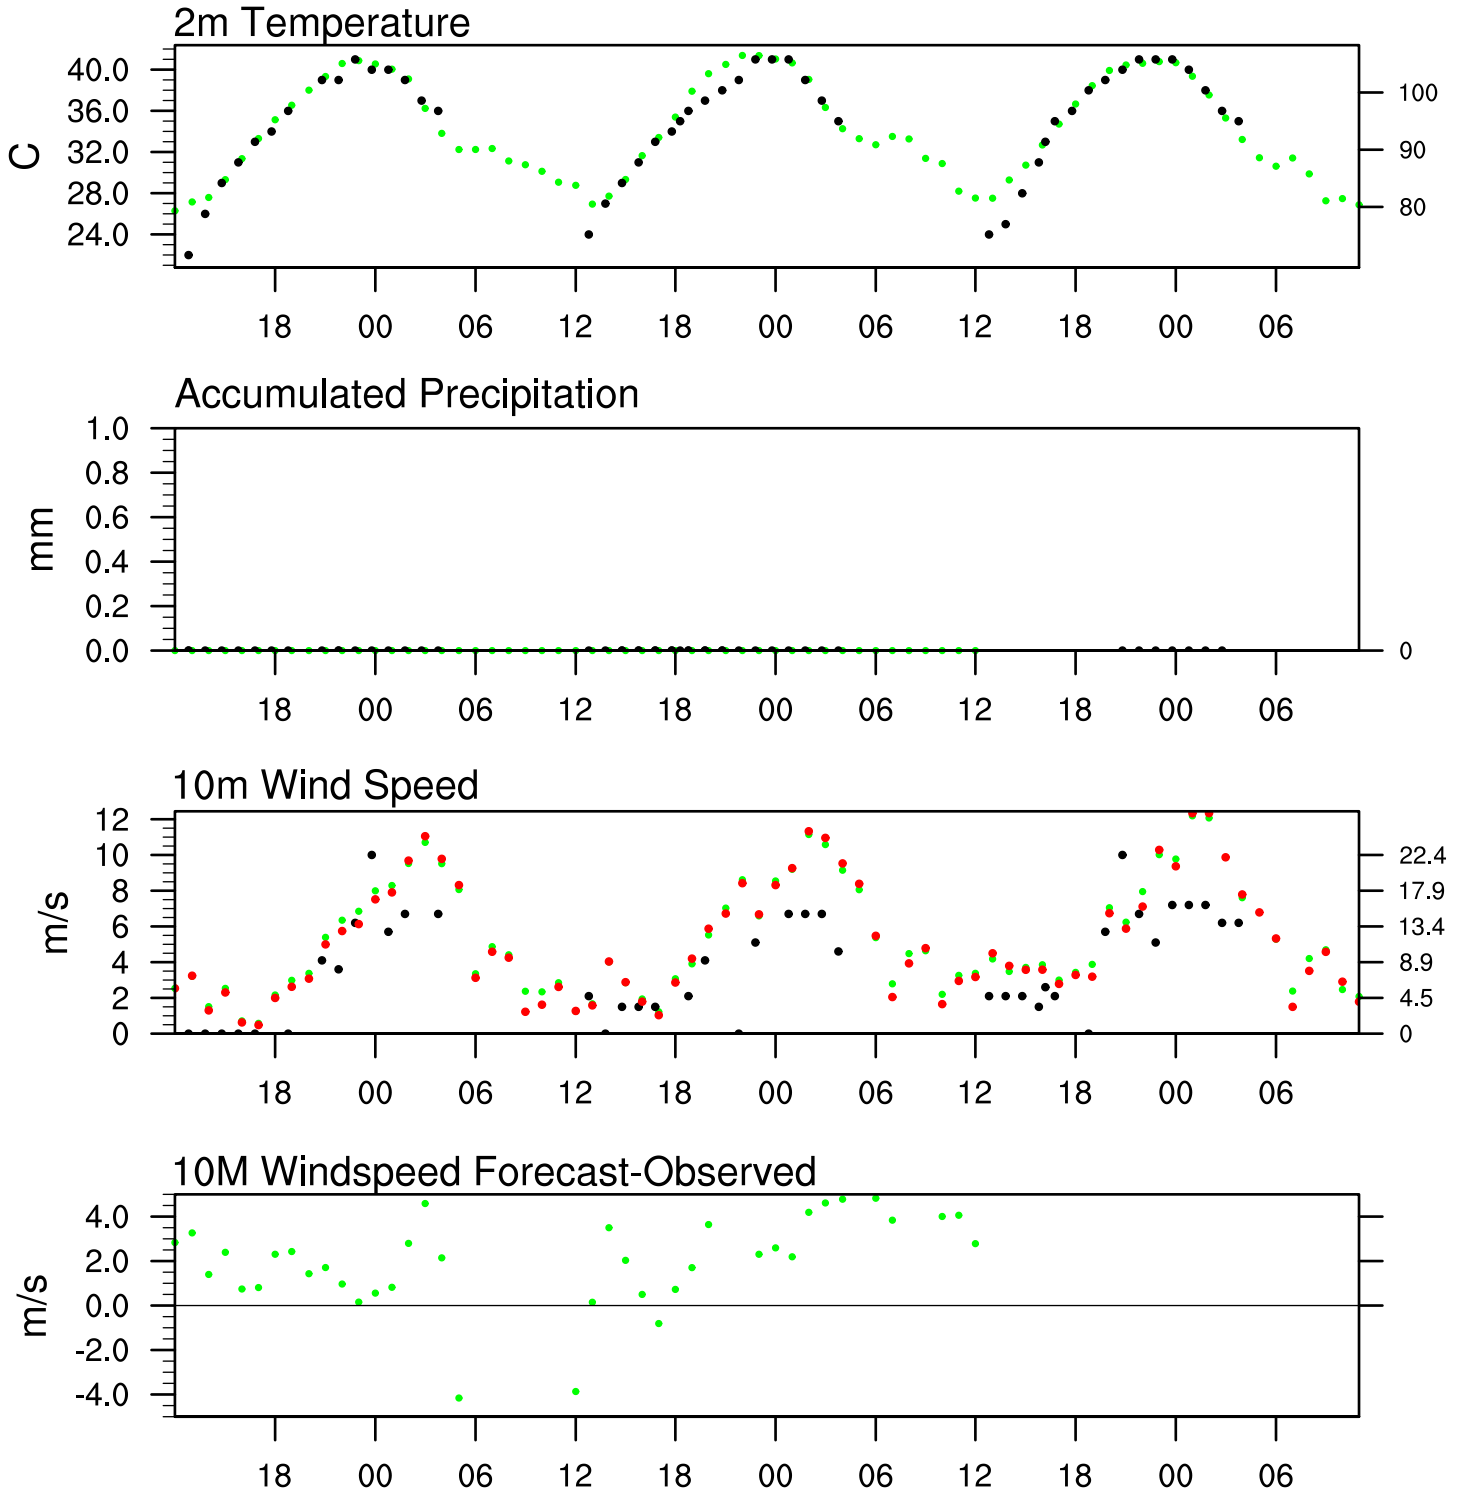 2m Temperature
C
40.0
36.0
32.0
28.0
24.0
100
90
80
18 00 06 12 18 00 06 12 18 00 06
Accumulated Precipitation
mm
1.0
0.8
0.6
0.4
0.2
0.0
0
18 00 06 12 18 00 06 12 18 00 06
10m Wind Speed
m/s
12
10
8
6
4
2
0
22.4
17.9
13.4
8.9
4.5
0
18 00 06 12 18 00 06 12 18 00 06
10M Windspeed Forecast-Observed
m/s
4.0
2.0
0.0
-2.0
-4.0
18 00 06 12 18 00 06 12 18 00 06